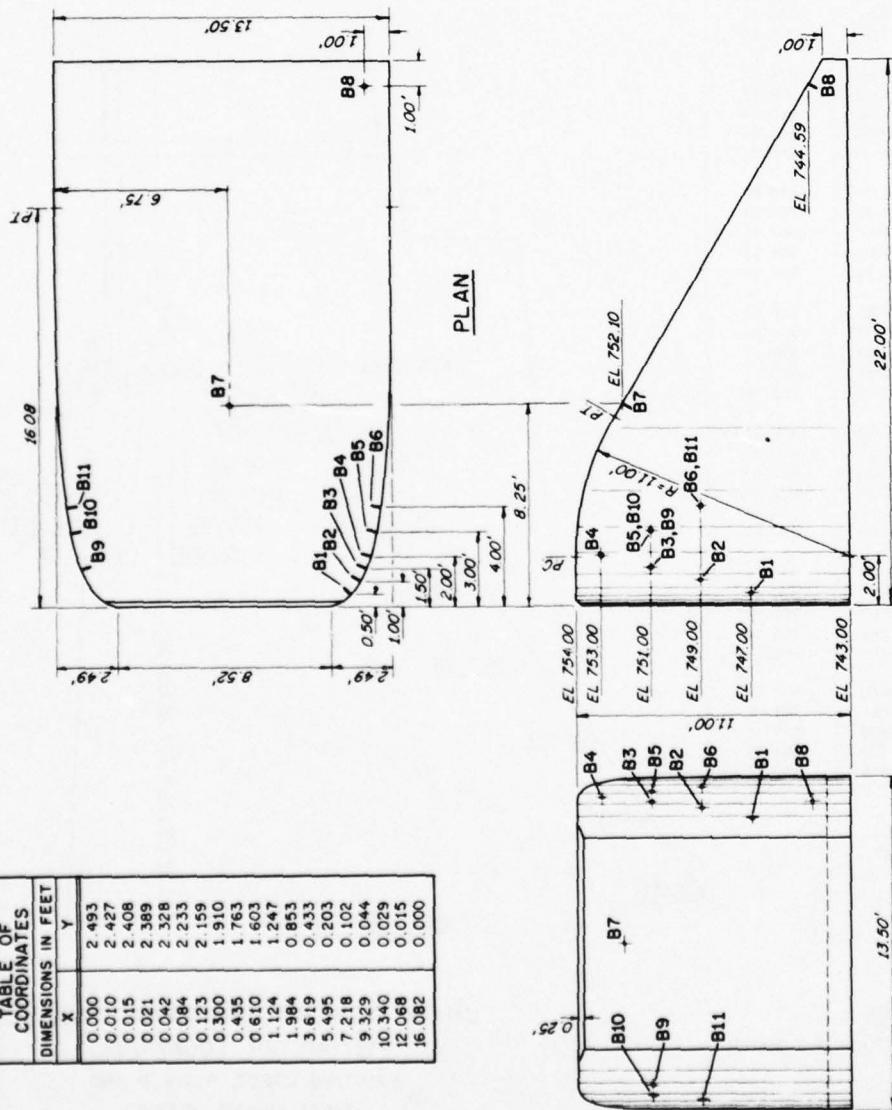 TABLE OF
COORDINATES
DIMENSIONS IN FEET
X Y
0.000 2.493
0.010 2.427
0.015 2.408
0.021 2.389
0.042 2.328
0.084 2.233
0.123 2.159
0.300 1.910
0.435 1.763
0.610 1.603
1.124 1.247
1.984 0.853
3.619 0.433
5.495 0.203
7.218 0.102
9.329 0.044
10.340 0.029
12.068 0.015
16.082 0.000
16.08
PT
13.50'
1.00'
B8
1.00'
6.75'
B7
B11
B10
B9
B1
B2
B3
B4
B5
B6
2.49'
8.52'
2.49'
0.50'
1.00'
1.50'
2.00'
3.00'
4.00'
8.25'
PLAN
1.00'
B8
EL 744.59
EL 752.10
B7
PT
R=11.00'
B6, B11
B5, B10
B3, B9
B4
B2
B1
PC
2.00'
22.00'
EL 754.00
EL 753.00
EL 751.00
EL 749.00
EL 747.00
EL 743.00
11.00'
B4
B3
B5
B2
B6
B1
B8
B7
0.25'
B10
B9
B11
13.50'